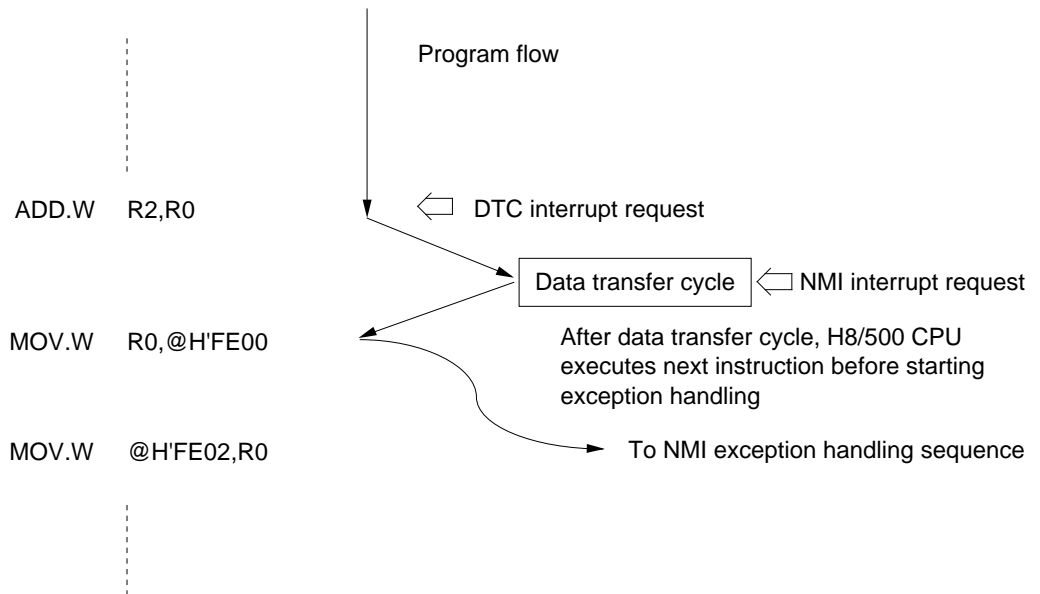 Program flow
ADD.W R2,R0
DTC interrupt request
Data transfer cycle
NMI interrupt request
MOV.W R0,@H'FE00
After data transfer cycle, H8/500 CPU
executes next instruction before starting
exception handling
MOV.W @H'FE02,R0
To NMI exception handling sequence